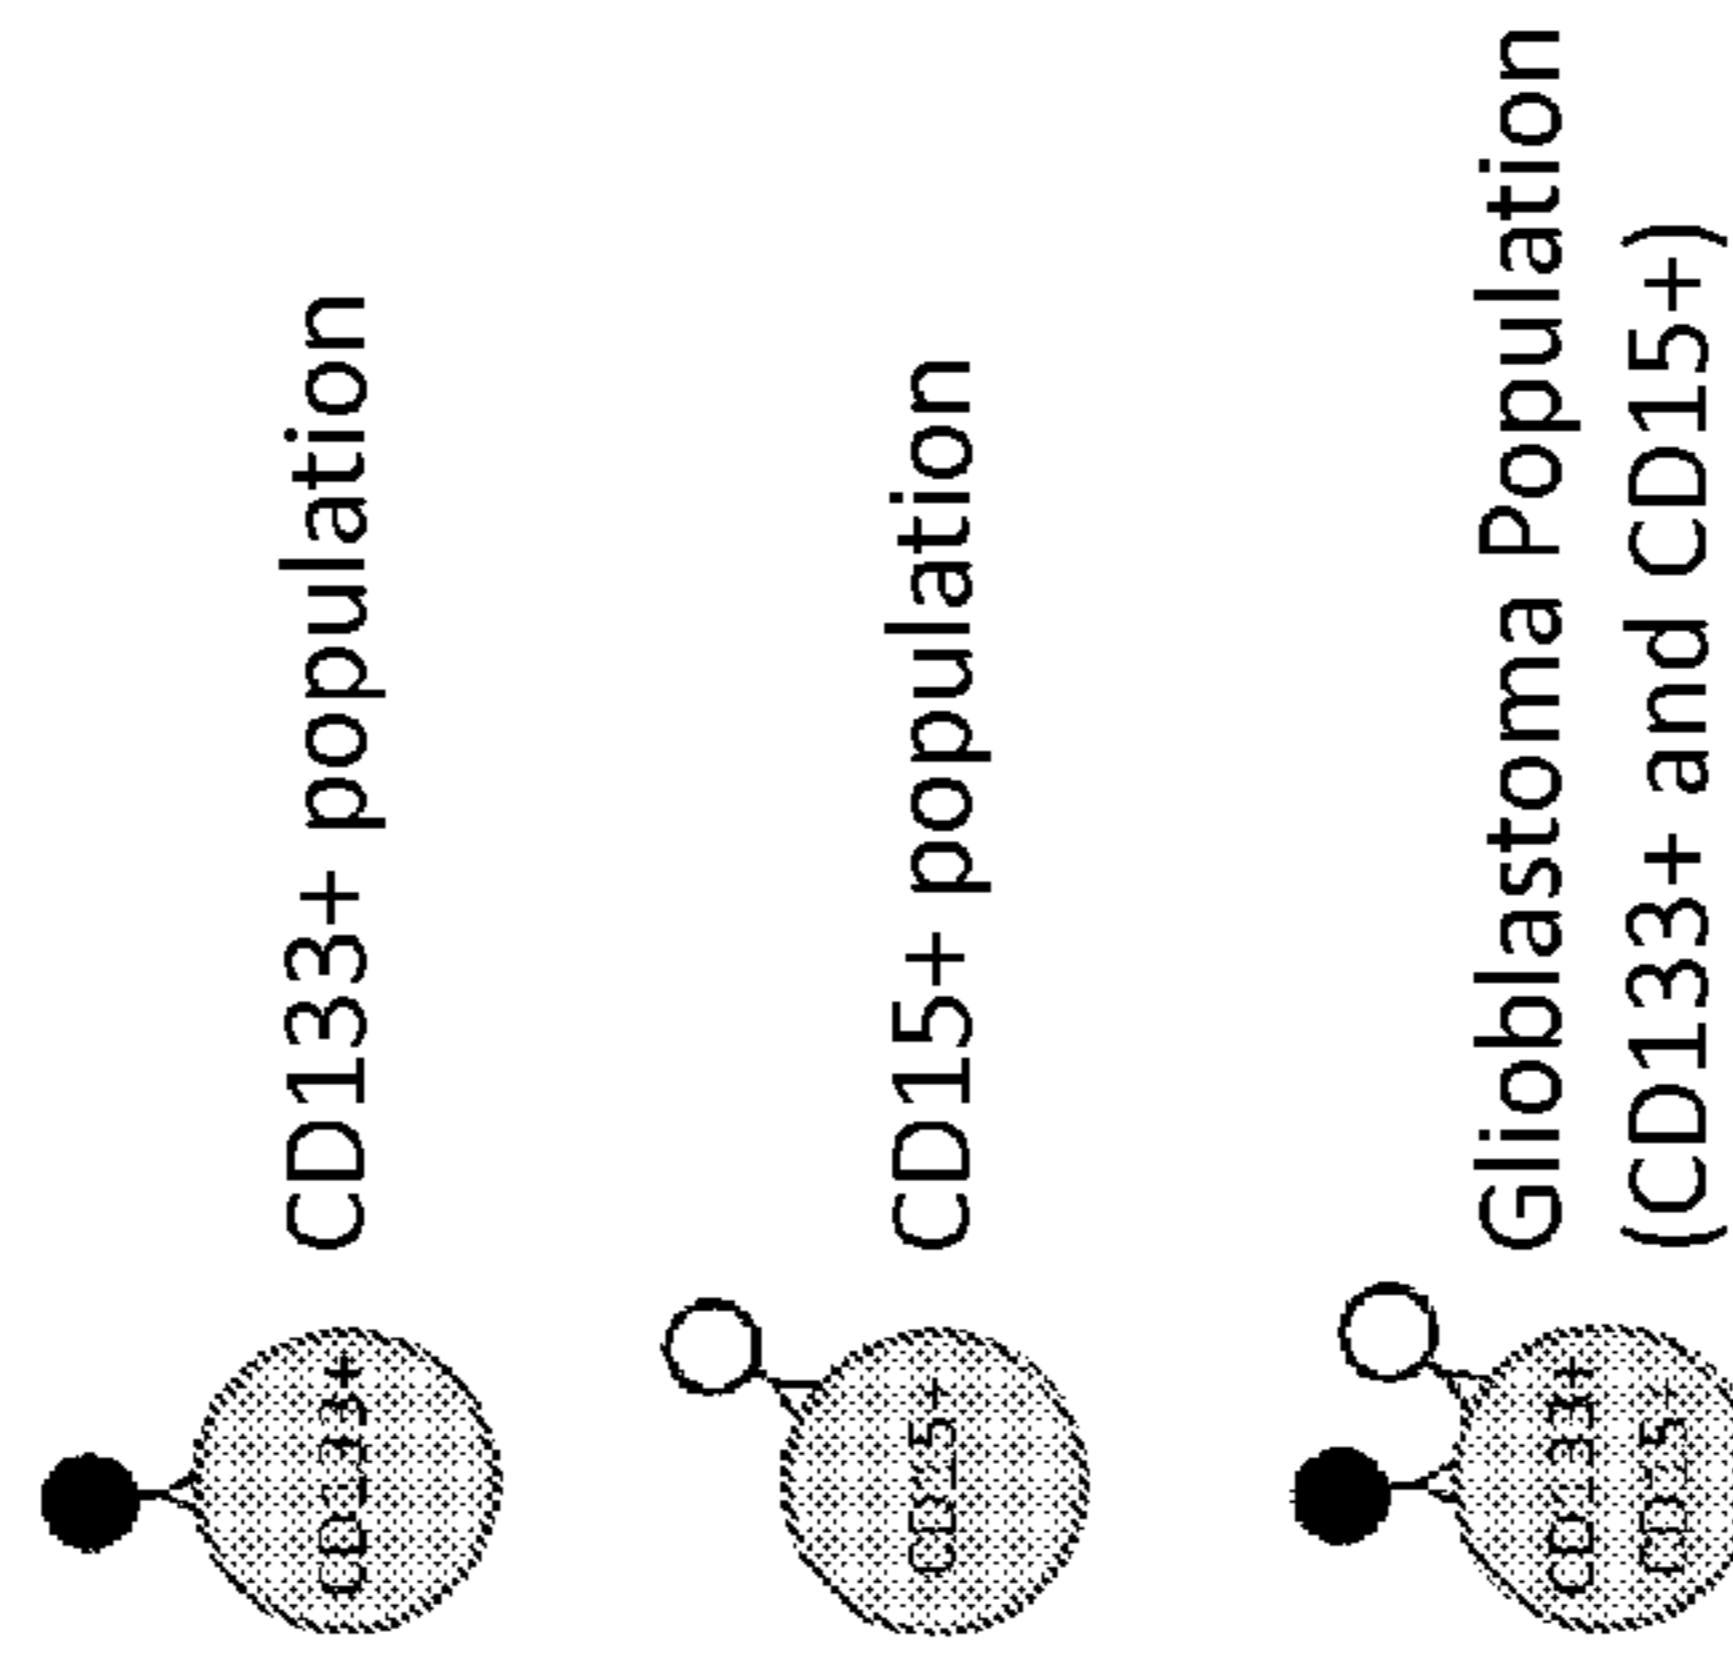 CD133+
CD133+ population
CD15+
CD15+ population
CD133+
CD15+
Glioblastoma Population
(CD133+ and CD15+)